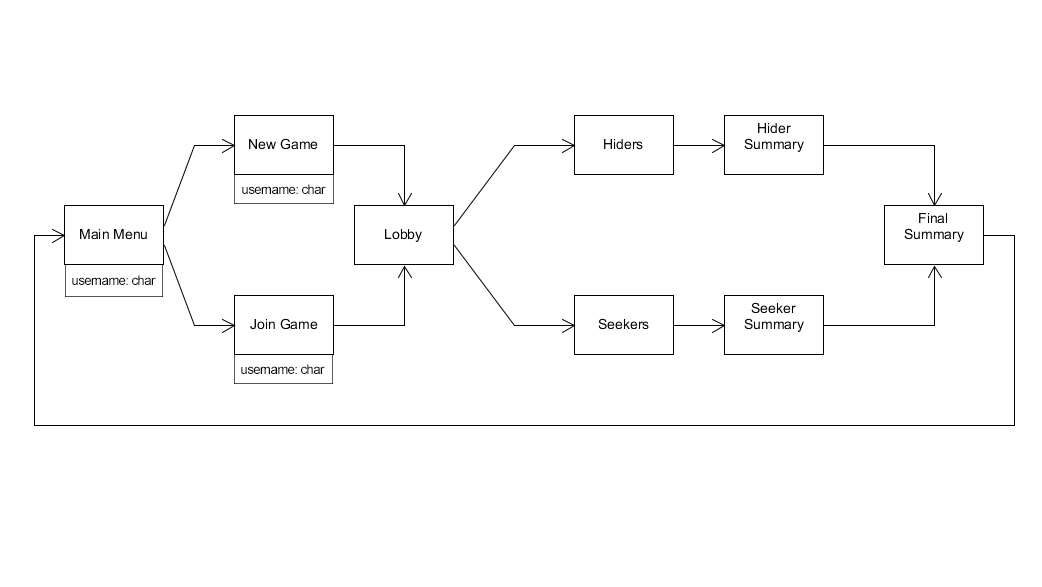 Main Menu
username: char
New Game
username: char
Join Game
username: char
Lobby
Hiders
Hider
Summary
Seekers
Seeker
Summary
Final
Summary